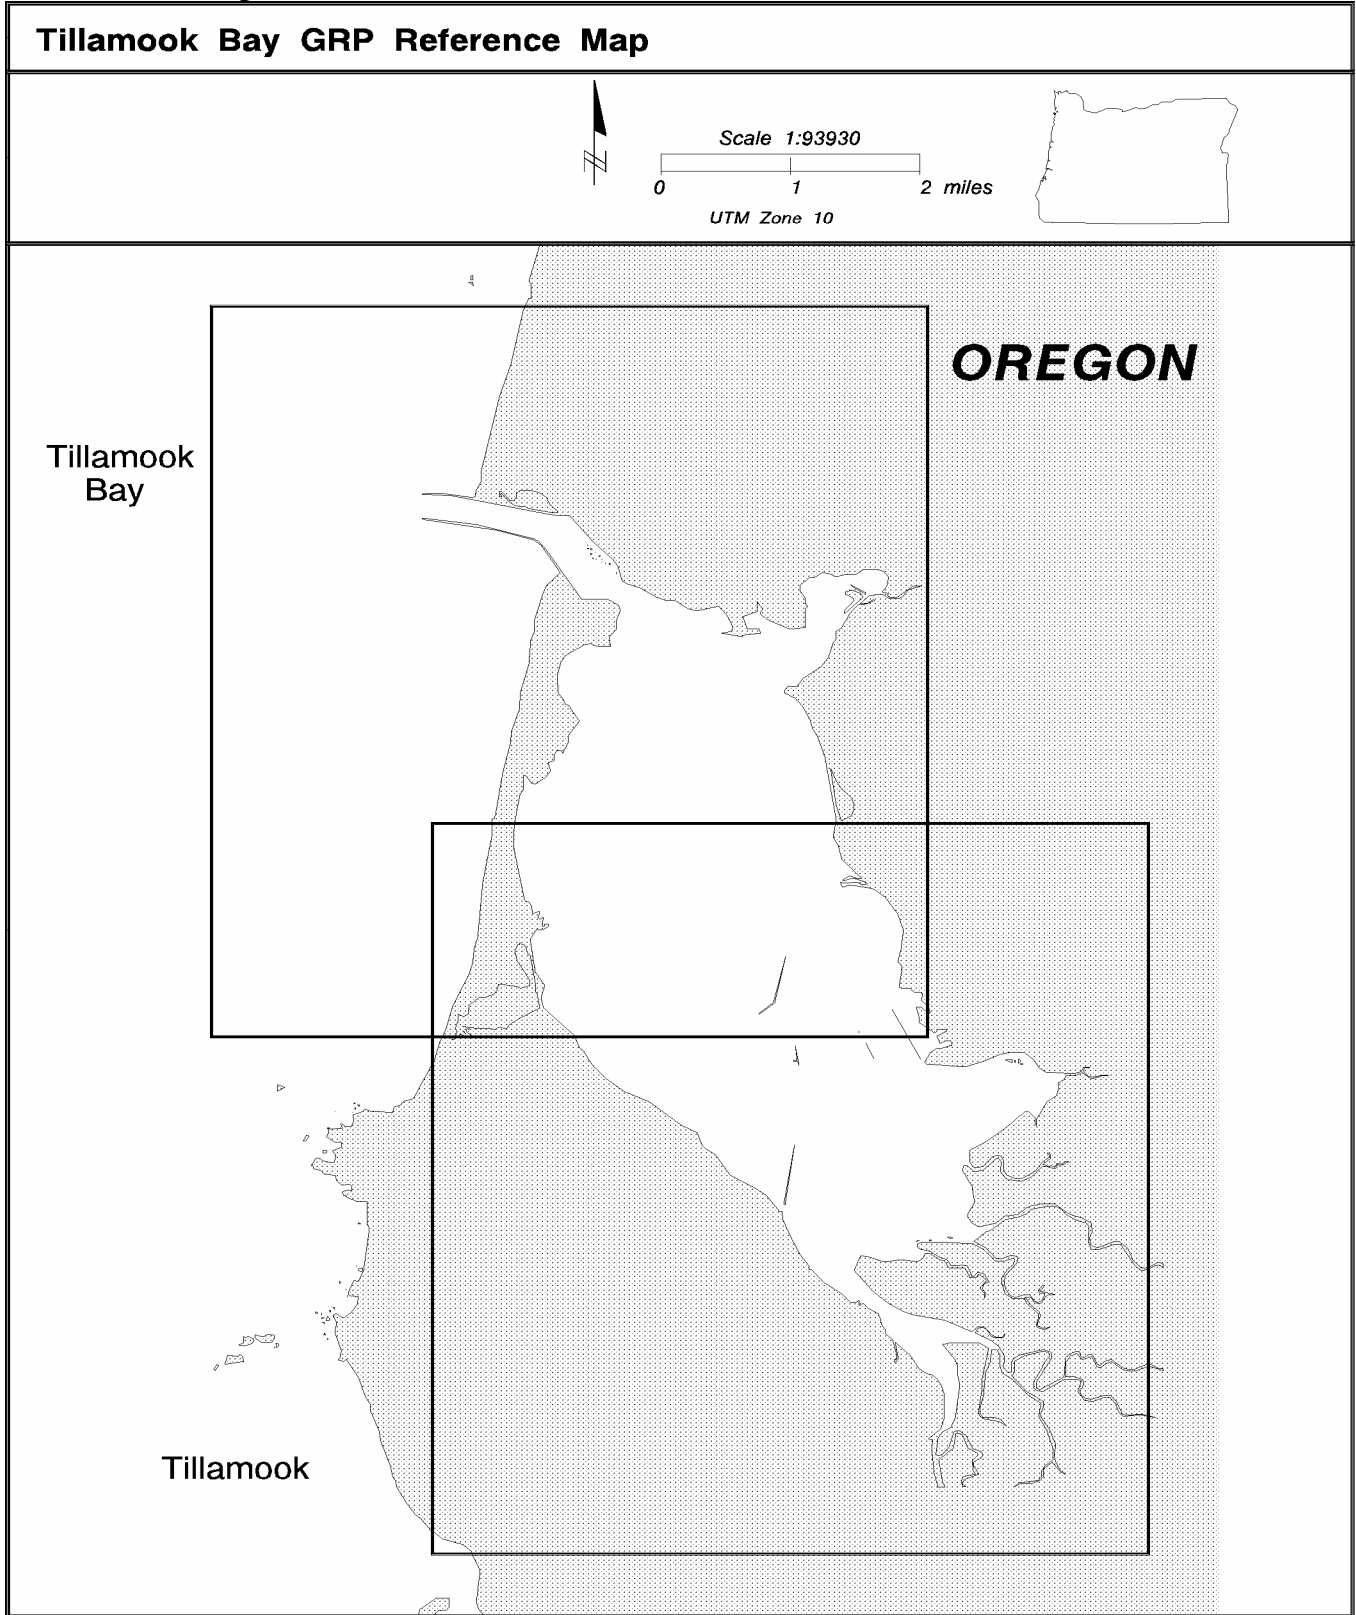 Tillamook Bay GRP Reference Map
Scale 1:93930
0 1 2 miles
UTM Zone 10
N
OREGON
Tillamook
Bay
Tillamook